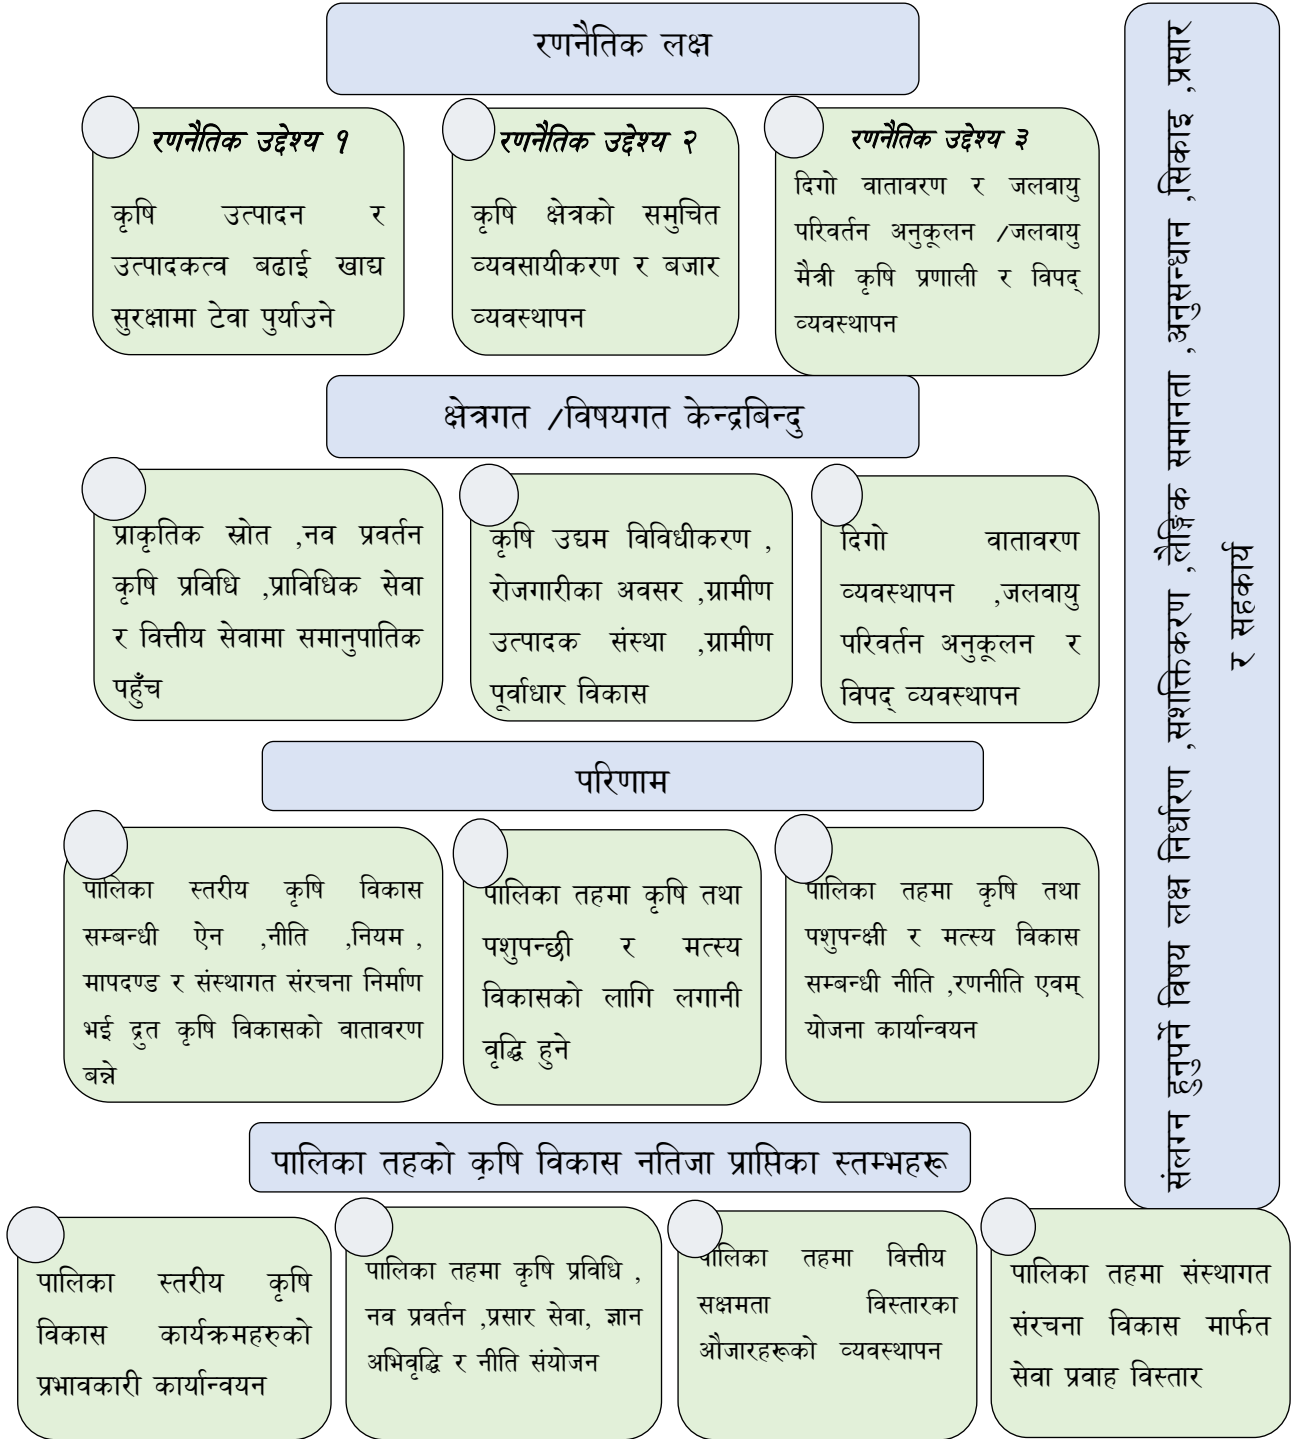 रणनैतिक लक्ष
रणनैतिक उद्देश्य १
कृषि उत्पादन र
उत्पादकत्व बढाई खाद्य
सुरक्षामा टेवा पुर्याउने
रणनैतिक उद्देश्य २
कृषि क्षेत्रको समुचित
व्यवसायीकरण र बजार
व्यवस्थापन
रणनैतिक उद्देश्य ३
दिगो वातावरण र जलवायु
परिवर्तन अनुकूलन /जलवायु
मैत्री कृषि प्रणाली र विपद्
व्यवस्थापन
क्षेत्रगत /विषयगत केन्द्रबिन्दु
प्राकृतिक स्रोत ,नव प्रवर्तन
कृषि प्रविधि ,प्राविधिक सेवा
र वित्तीय सेवामा समानुपातिक
पहुँच
कृषि उद्यम विविधीकरण ,
रोजगारीका अवसर ,ग्रामीण
उत्पादक संस्था ,ग्रामीण
पूर्वाधार विकास
दिगो वातावरण
व्यवस्थापन ,जलवायु
परिवर्तन अनुकूलन र
विपद् व्यवस्थापन
परिणाम
पालिका स्तरीय कृषि विकास
सम्बन्धी ऐन ,नीति ,नियम ,
मापदण्ड र संस्थागत संरचना निर्माण
भई द्रुत कृषि विकासको वातावरण
बन्ने
पालिका तहमा कृषि तथा
पशुपन्छी र मत्स्य
विकासको लागि लगानी
वृद्धि हुने
पालिका तहमा कृषि तथा
पशुपन्क्षी र मत्स्य विकास
सम्बन्धी नीति ,रणनीति एवम्
योजना कार्यान्वयन
पालिका तहको कृषि विकास नतिजा प्राप्तिका स्तम्भहरू
पालिका स्तरीय कृषि
विकास कार्यक्रमहरुको
प्रभावकारी कार्यान्वयन
पालिका तहमा कृषि प्रविधि ,
नव प्रवर्तन ,प्रसार सेवा, ज्ञान
अभिवृद्धि र नीति संयोजन
पालिका तहमा वित्तीय
सक्षमता विस्तारका
औजारहरूको व्यवस्थापन
पालिका तहमा संस्थागत
संरचना विकास मार्फत
सेवा प्रवाह विस्तार
संलग्न हुनुपर्ने विषय लक्ष निर्धारण ,सशक्तिकरण ,लैङ्गिक समानता ,अनुसन्धान ,सिकाइ ,प्रसार
र सहकार्य